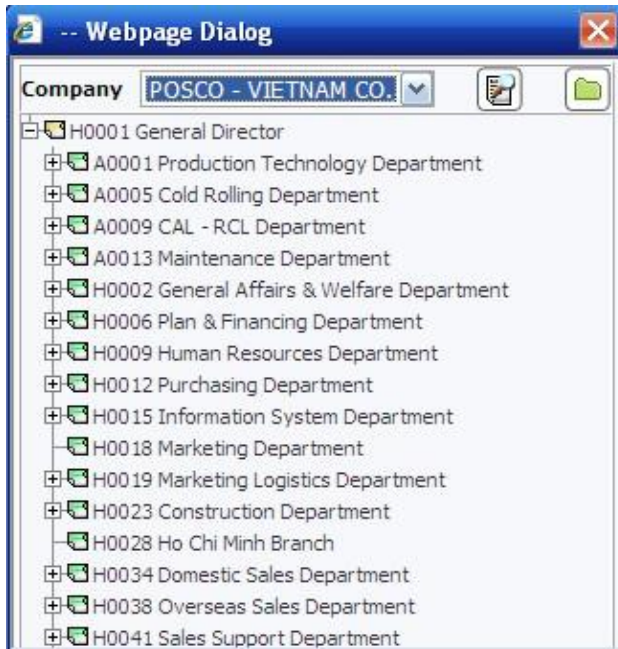 -- Webpage Dialog
Company POSCO - VIETNAM CO.
H0001 General Director
A0001 Production Technology Department
A0005 Cold Rolling Department
A0009 CAL - RCL Department
A0013 Maintenance Department
H0002 General Affairs & Welfare Department
H0006 Plan & Financing Department
H0009 Human Resources Department
H0012 Purchasing Department
H0015 Information System Department
H0018 Marketing Department
H0019 Marketing Logistics Department
H0023 Construction Department
H0028 Ho Chi Minh Branch
H0034 Domestic Sales Department
H0038 Overseas Sales Department
H0041 Sales Support Department